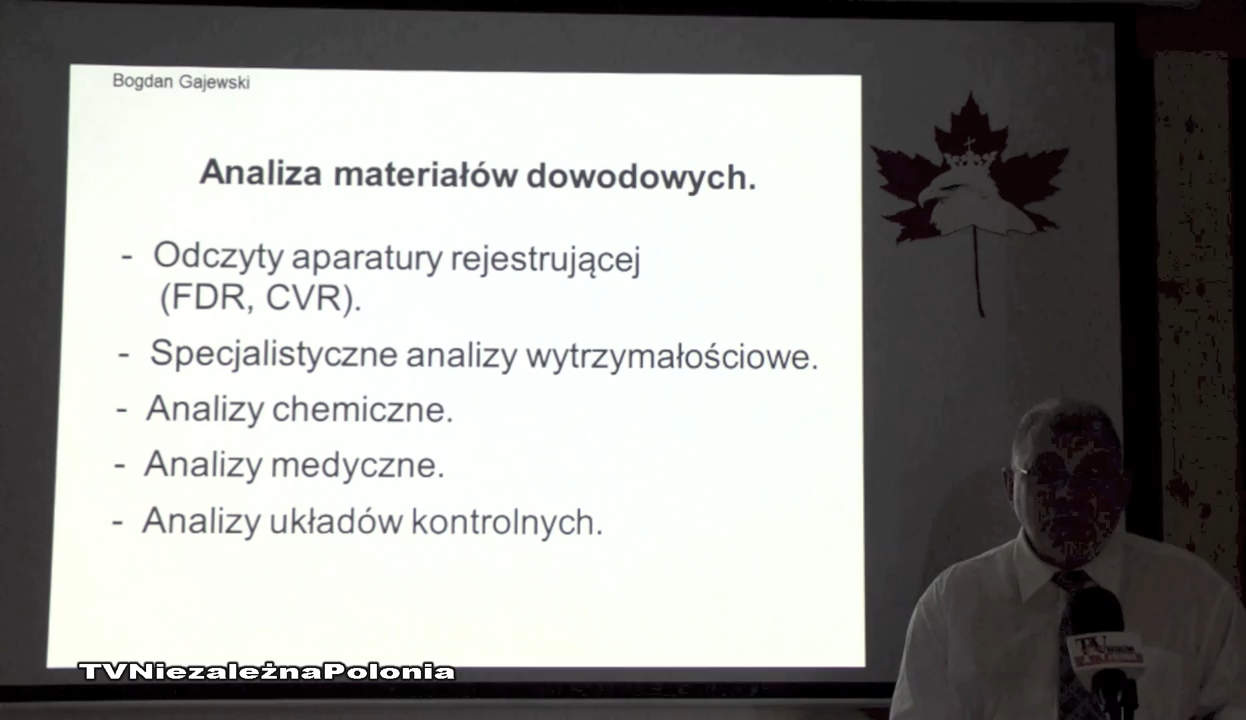 Bogdan Gajewski
Analiza materiałów dowodowych.
- Odczyty aparatury rejestrującej
(FDR, CVR).
- Specjalistyczne analizy wytrzymałościowe.
- Analizy chemiczne.
- Analizy medyczne.
- Analizy układów kontrolnych.
TVNiezależnaPolonia
TV